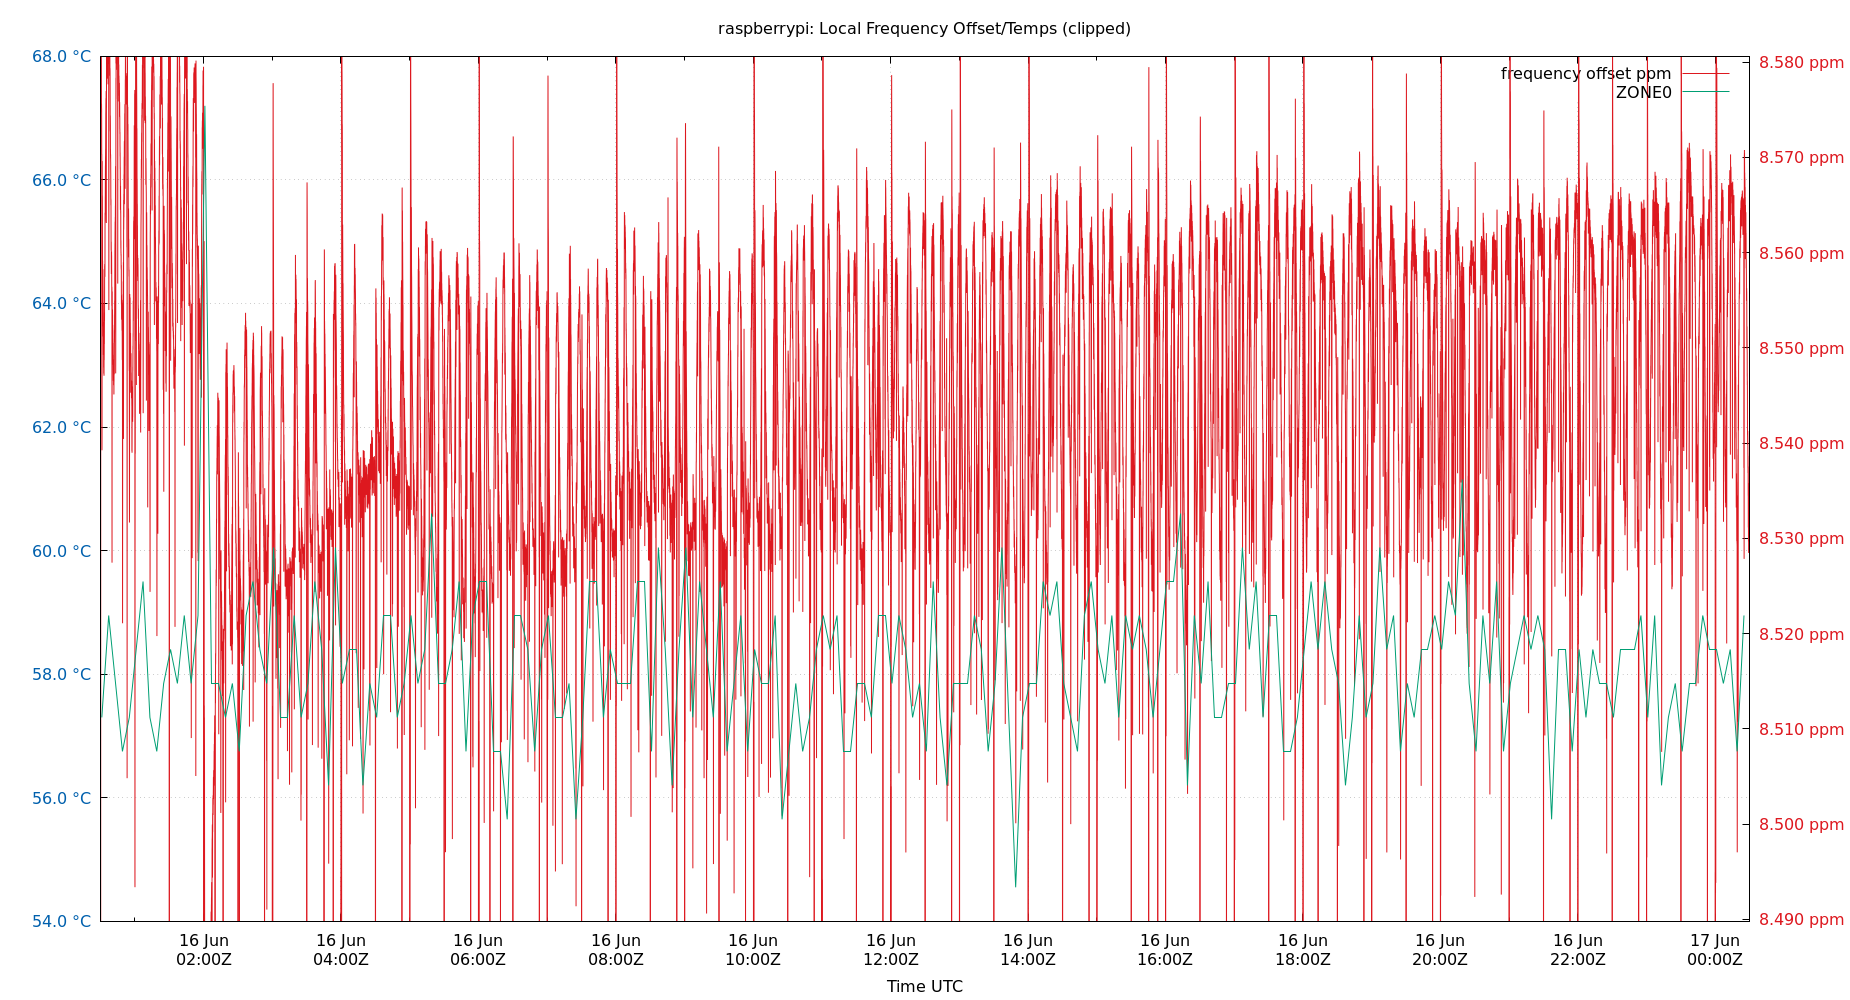 raspberrypi: Local Frequency Offset/Temps (clipped)
frequency offset ppm
ZONE0
68.0 °C
66.0 °C
64.0 °C
62.0 °C
60.0 °C
58.0 °C
56.0 °C
54.0 °C
8.580 ppm
8.570 ppm
8.560 ppm
8.550 ppm
8.540 ppm
8.530 ppm
8.520 ppm
8.510 ppm
8.500 ppm
8.490 ppm
16 Jun 16 Jun 16 Jun 16 Jun 16 Jun 16 Jun 16 Jun 16 Jun 16 Jun 16 Jun 16 Jun 17 Jun
02:00Z 04:00Z 06:00Z 08:00Z 10:00Z 12:00Z 14:00Z 16:00Z 18:00Z 20:00Z 22:00Z 00:00Z
Time UTC